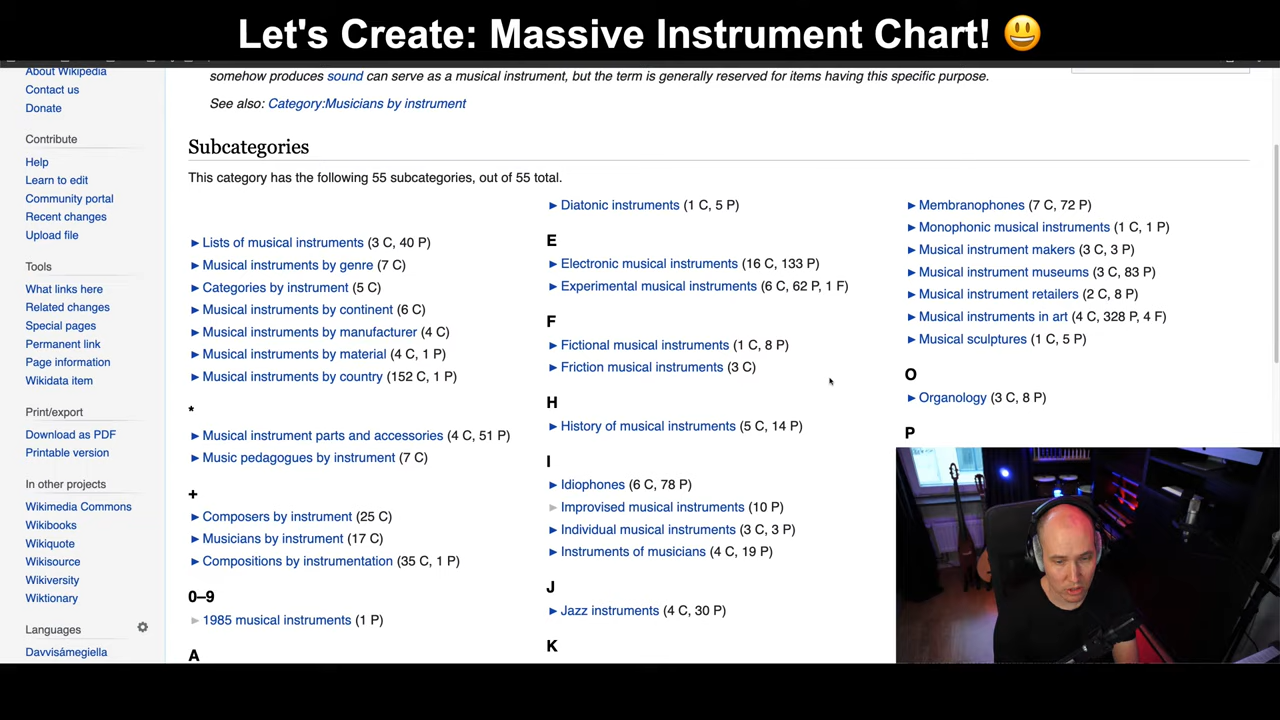 Let's Create: Massive Instrument Chart! 😃
About Wikipedia
Contact us
Donate
Contribute
Help
Learn to edit
Community portal
Recent changes
Upload file
Tools
What links here
Related changes
Special pages
Permanent link
Page information
Wikidata item
Print/export
Download as PDF
Printable version
In other projects
Wikimedia Commons
Wikibooks
Wikiquote
Wikisource
Wikiversity
Wiktionary
Languages
Davvisámegiella
somehow produces sound can serve as a musical instrument, but the term is generally reserved for items having this specific purpose.
See also: Category:Musicians by instrument
Subcategories
This category has the following 55 subcategories, out of 55 total.
► Lists of musical instruments (3 C, 40 P)
► Musical instruments by genre (7 C)
► Categories by instrument (5 C)
► Musical instruments by continent (6 C)
► Musical instruments by manufacturer (4 C)
► Musical instruments by material (4 C, 1 P)
► Musical instruments by country (152 C, 1 P)
*
► Musical instrument parts and accessories (4 C, 51 P)
► Music pedagogues by instrument (7 C)
+
► Composers by instrument (25 C)
► Musicians by instrument (17 C)
► Compositions by instrumentation (35 C, 1 P)
0–9
► 1985 musical instruments (1 P)
A
► Diatonic instruments (1 C, 5 P)
E
► Electronic musical instruments (16 C, 133 P)
► Experimental musical instruments (6 C, 62 P, 1 F)
F
► Fictional musical instruments (1 C, 8 P)
► Friction musical instruments (3 C)
H
► History of musical instruments (5 C, 14 P)
I
► Idiophones (6 C, 78 P)
► Improvised musical instruments (10 P)
► Individual musical instruments (3 C, 3 P)
► Instruments of musicians (4 C, 19 P)
J
► Jazz instruments (4 C, 30 P)
K
► Membranophones (7 C, 72 P)
► Monophonic musical instruments (1 C, 1 P)
► Musical instrument makers (3 C, 3 P)
► Musical instrument museums (3 C, 83 P)
► Musical instrument retailers (2 C, 8 P)
► Musical instruments in art (4 C, 328 P, 4 F)
► Musical sculptures (1 C, 5 P)
O
► Organology (3 C, 8 P)
P